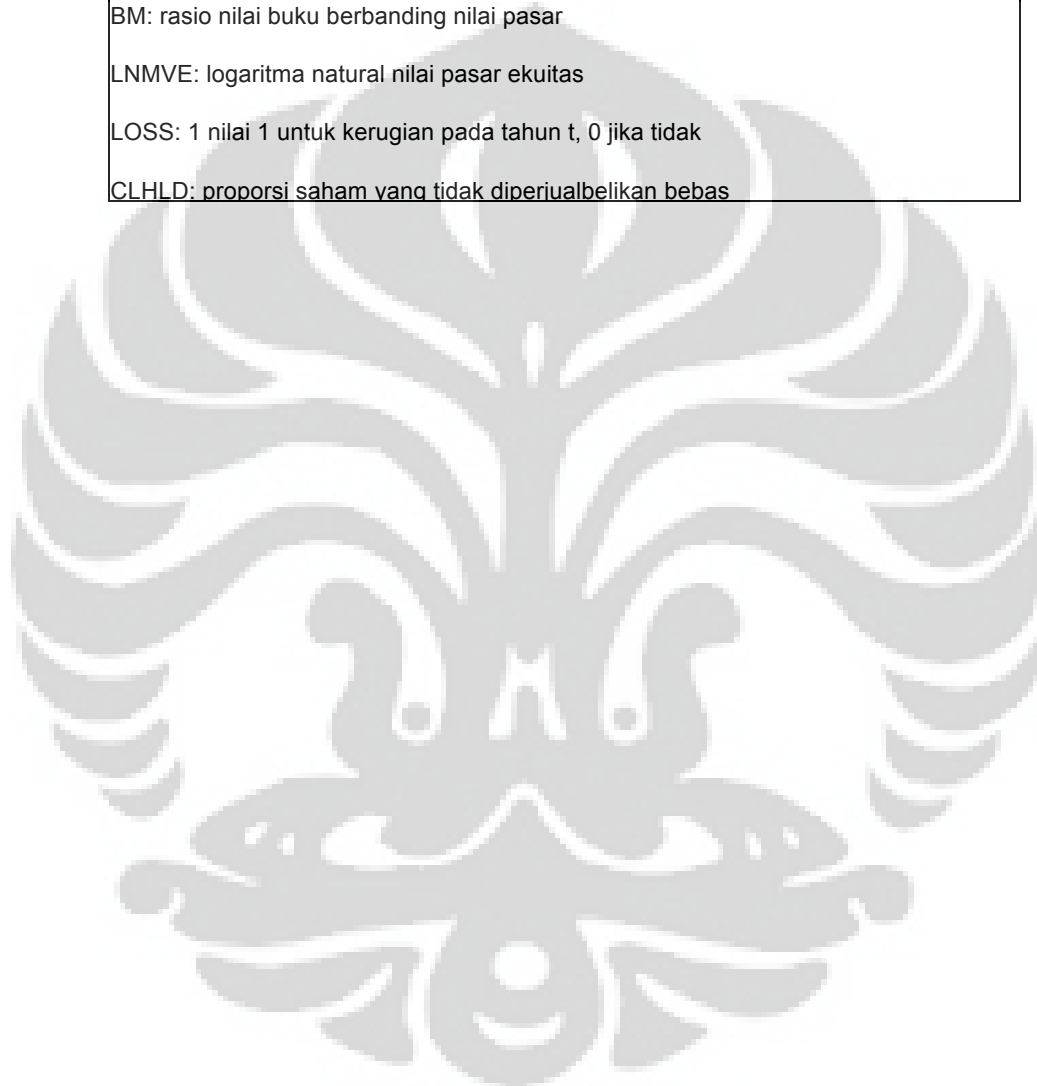 BM: rasio nilai buku berbanding nilai pasar
LNMVE: logaritma natural nilai pasar ekuitas
LOSS: 1 nilai 1 untuk kerugian pada tahun t, 0 jika tidak
CLHLD: proporsi saham yang tidak diperjualbelikan bebas